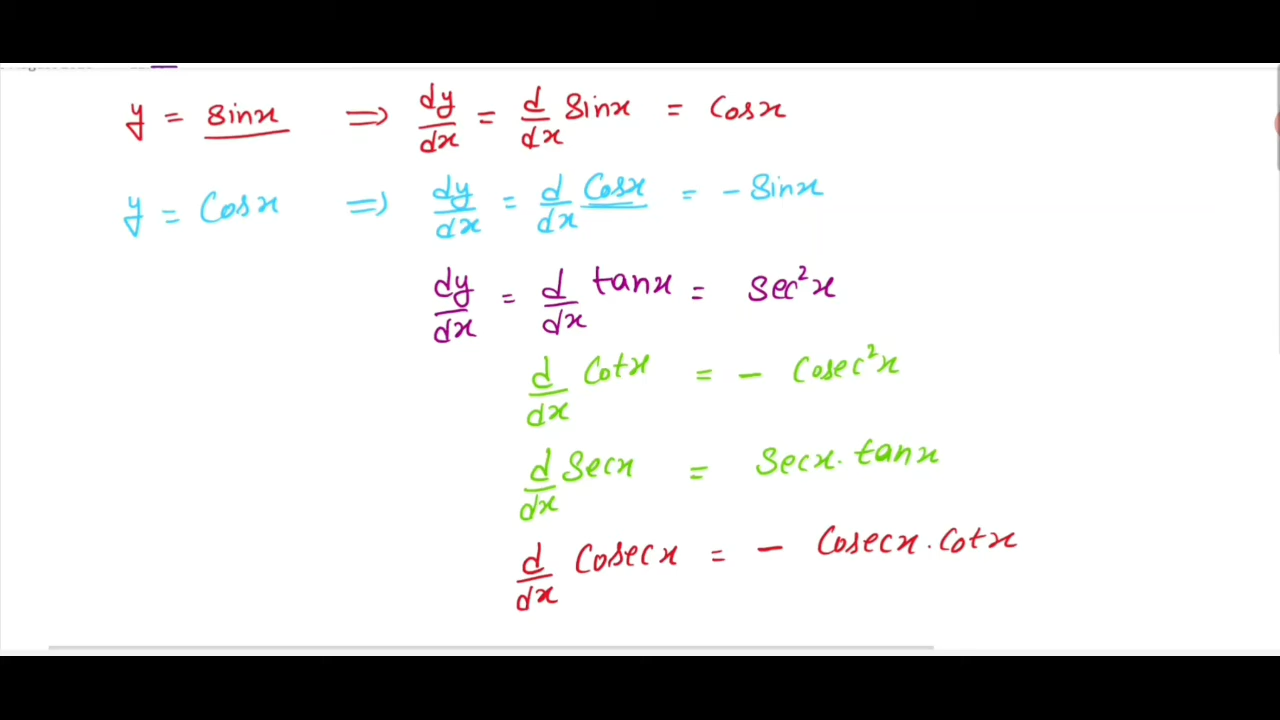 y = Sinx ⇒ dy/dx = d/dx Sinx = Cosx
y = Cosx ⇒ dy/dx = d/dx Cosx = - Sinx
dy/dx = d/dx tanx = Sec²x
d/dx Cotx = - Cosec²x
d/dx Secx = Secx. tanx
d/dx Cosecx = - Cosecx. Cotx